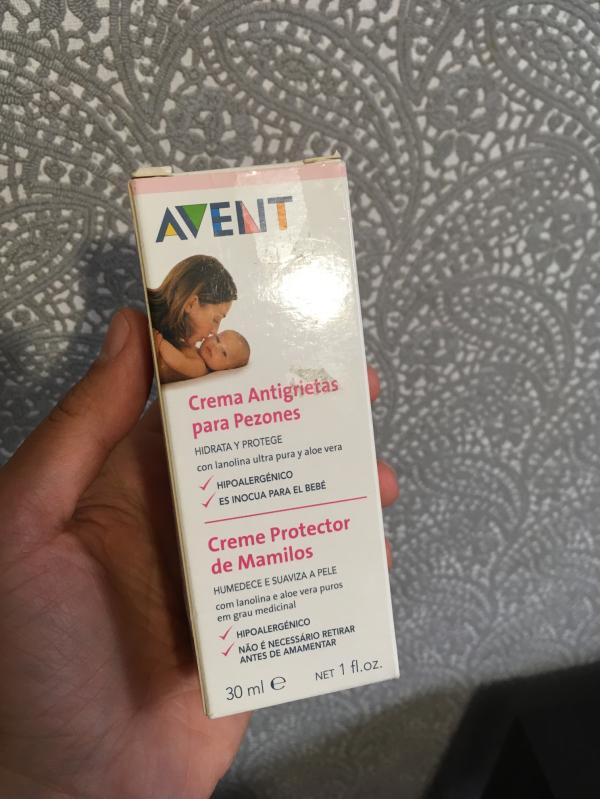 AVENT
Crema Antigrietas
para Pezones
HIDRATA Y PROTEGE
con lanolina ultra pura y aloe vera
HIPOALERGÉNICO
ES INOCUA PARA EL BEBÉ
Creme Protector
de Mamilos
HUMEDECE E SUAVIZA A PELE
com lanolina e aloe vera puros
em grau medicinal
HIPOALERGÉNICO
NÃO É NECESSÁRIO RETIRAR
ANTES DE AMAMENTAR
30 ml ℮ NET 1 fl.oz.